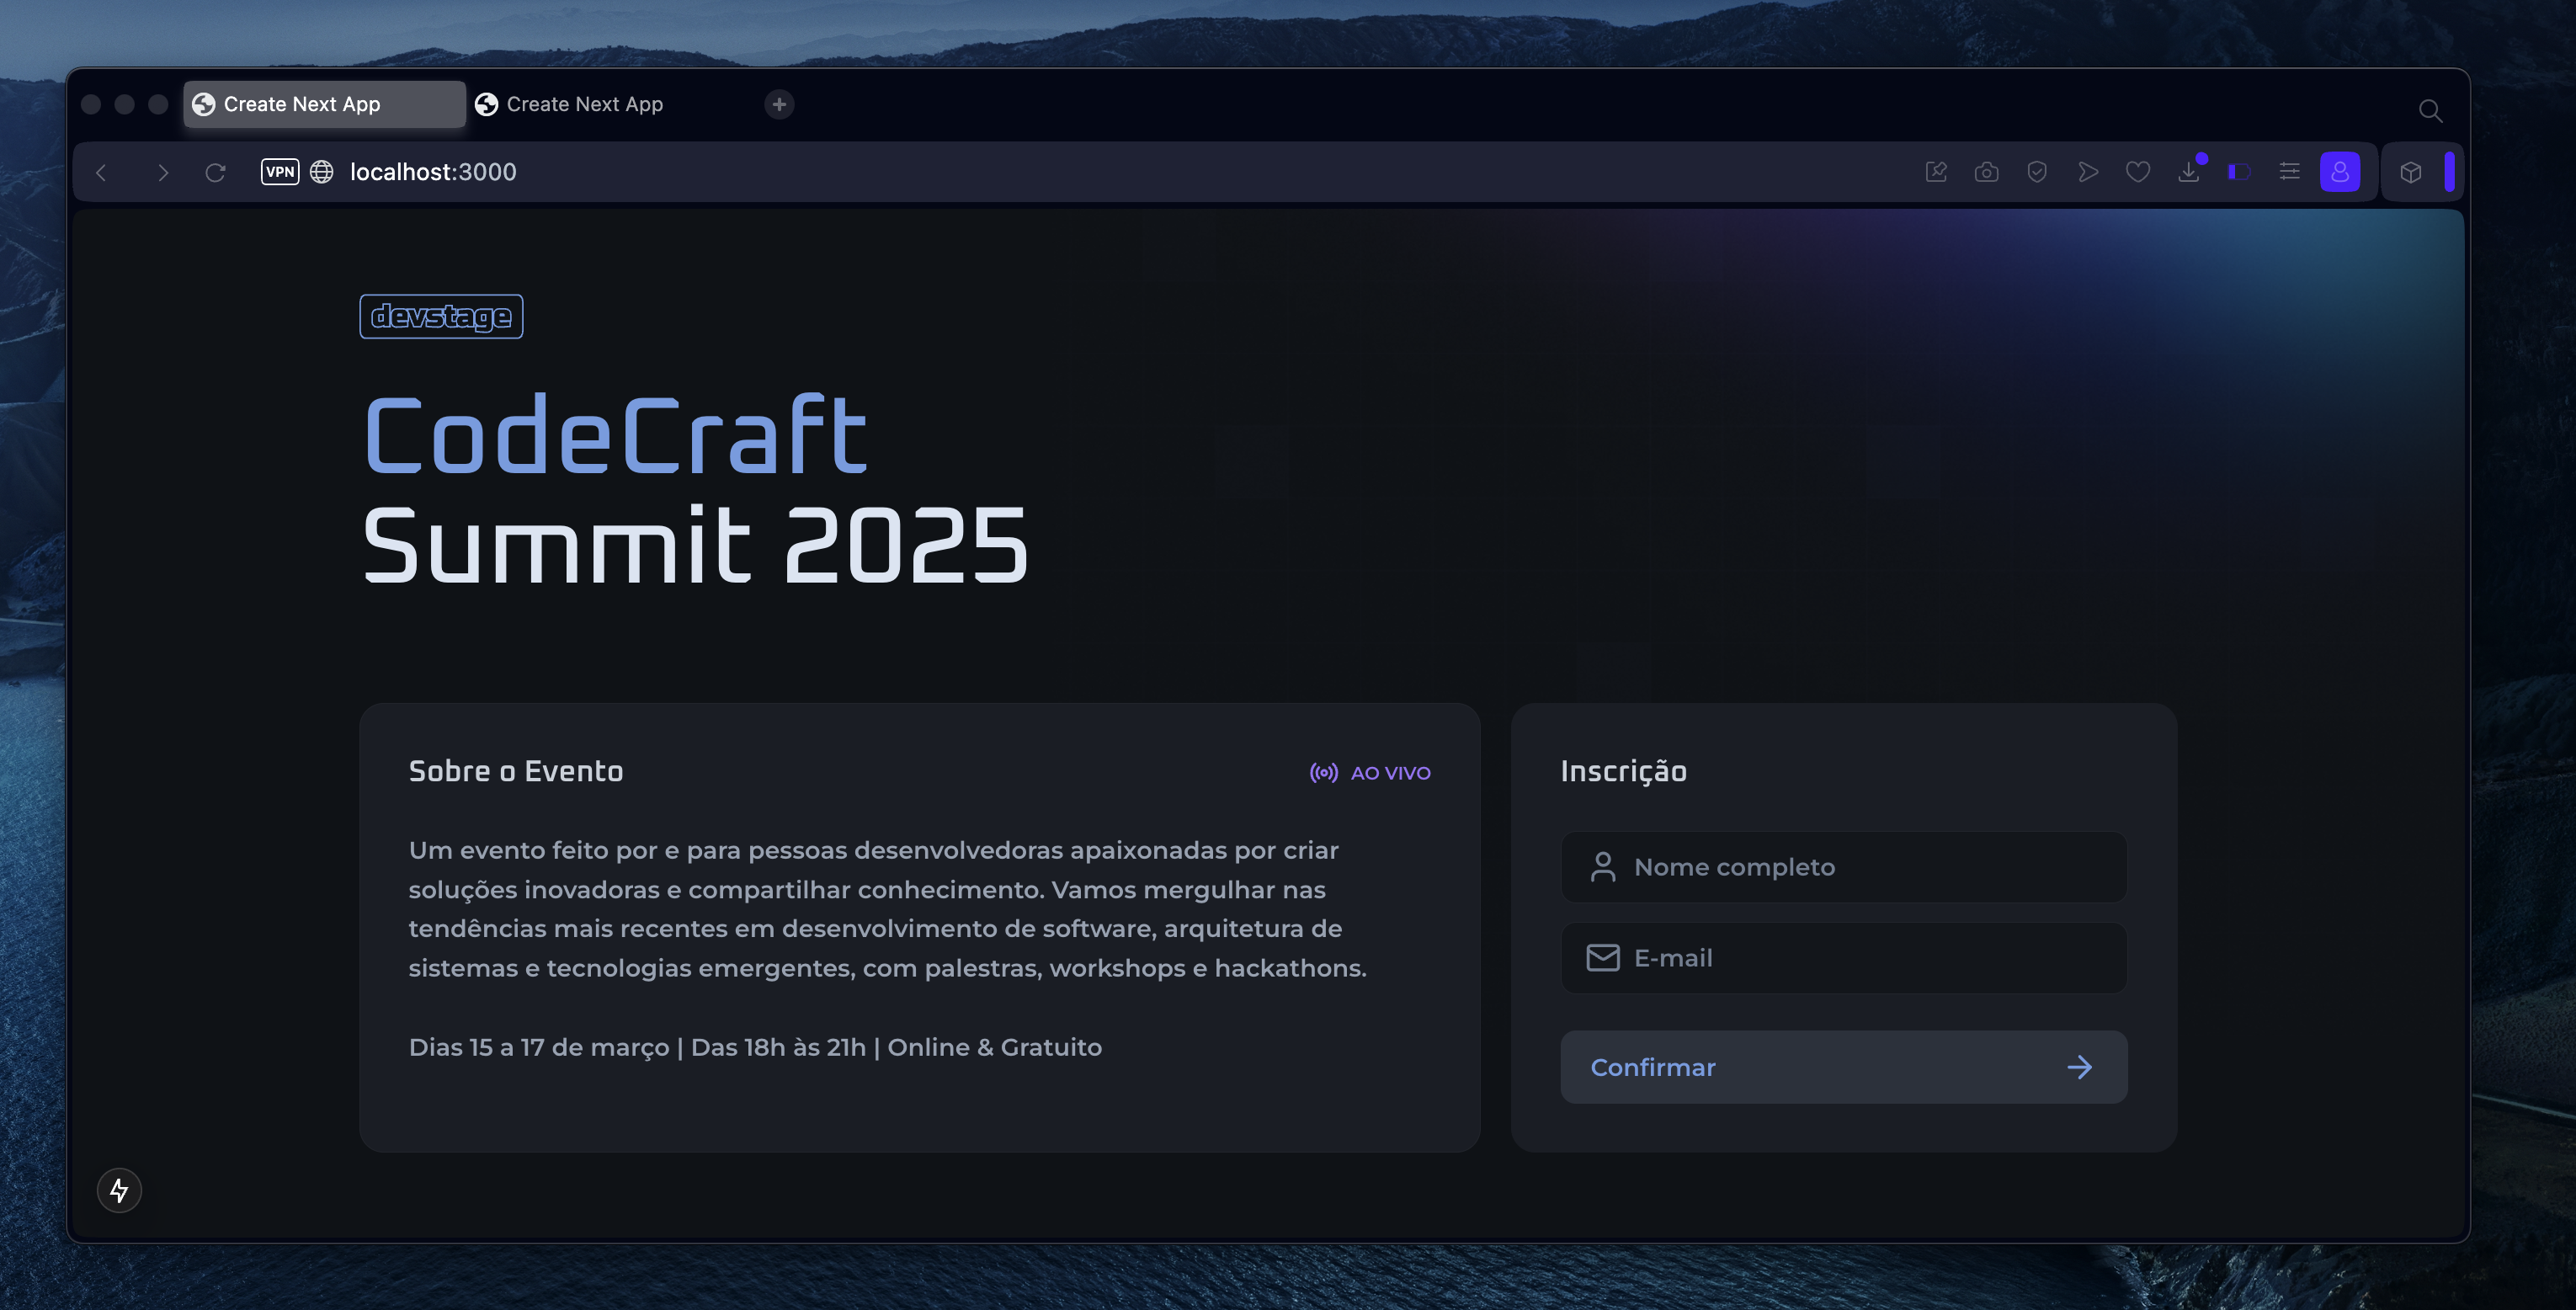 Create Next App
Create Next App
VPN
localhost:3000
devstage
CodeCraft
Summit 2025
Sobre o Evento
AO VIVO
Um evento feito por e para pessoas desenvolvedoras apaixonadas por criar
soluções inovadoras e compartilhar conhecimento. Vamos mergulhar nas
tendências mais recentes em desenvolvimento de software, arquitetura de
sistemas e tecnologias emergentes, com palestras, workshops e hackathons.
Dias 15 a 17 de março | Das 18h às 21h | Online & Gratuito
Inscrição
Nome completo
E-mail
Confirmar